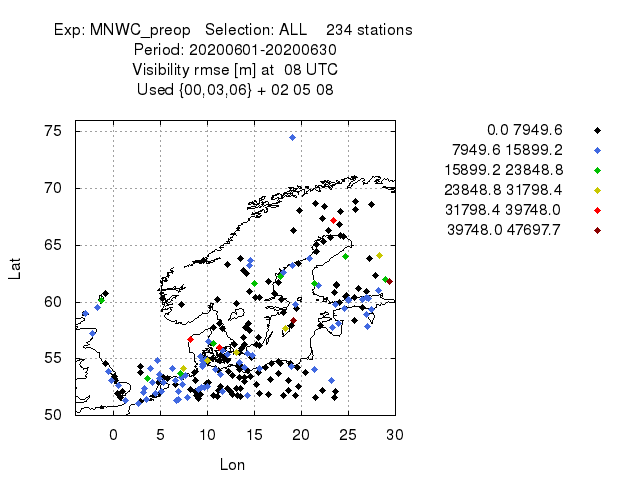 Exp: MNWC_preop   Selection: ALL    234 stations
Period: 20200601-20200630
Visibility rmse [m] at  08 UTC
Used {00,03,06} + 02 05 08
0.0 7949.6
7949.6 15899.2
15899.2 23848.8
23848.8 31798.4
31798.4 39748.0
39748.0 47697.7
Lat
75
70
65
60
55
50
0 5 10 15 20 25 30
Lon